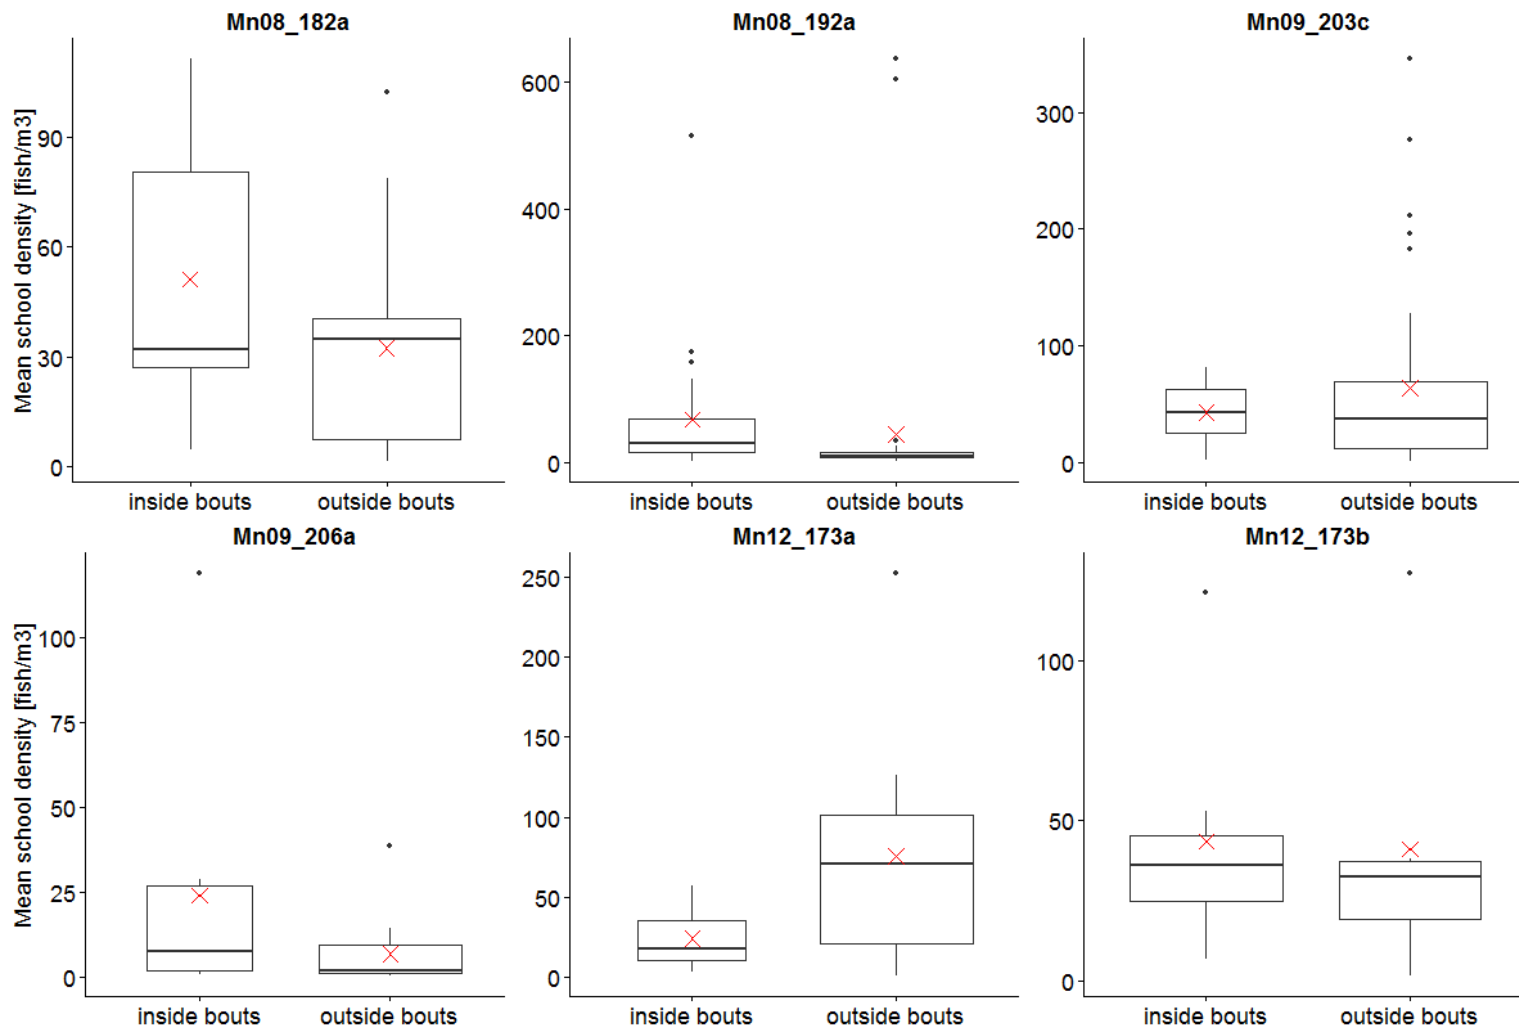 Mn08_182a
Mean school density [fish/m3]
90
60
30
0
inside bouts outside bouts
Mn08_192a
600
400
200
0
inside bouts outside bouts
Mn09_203c
300
200
100
0
inside bouts outside bouts
Mn09_206a
Mean school density [fish/m3]
100
75
50
25
0
inside bouts outside bouts
Mn12_173a
250
200
150
100
50
0
inside bouts outside bouts
Mn12_173b
100
50
0
inside bouts outside bouts